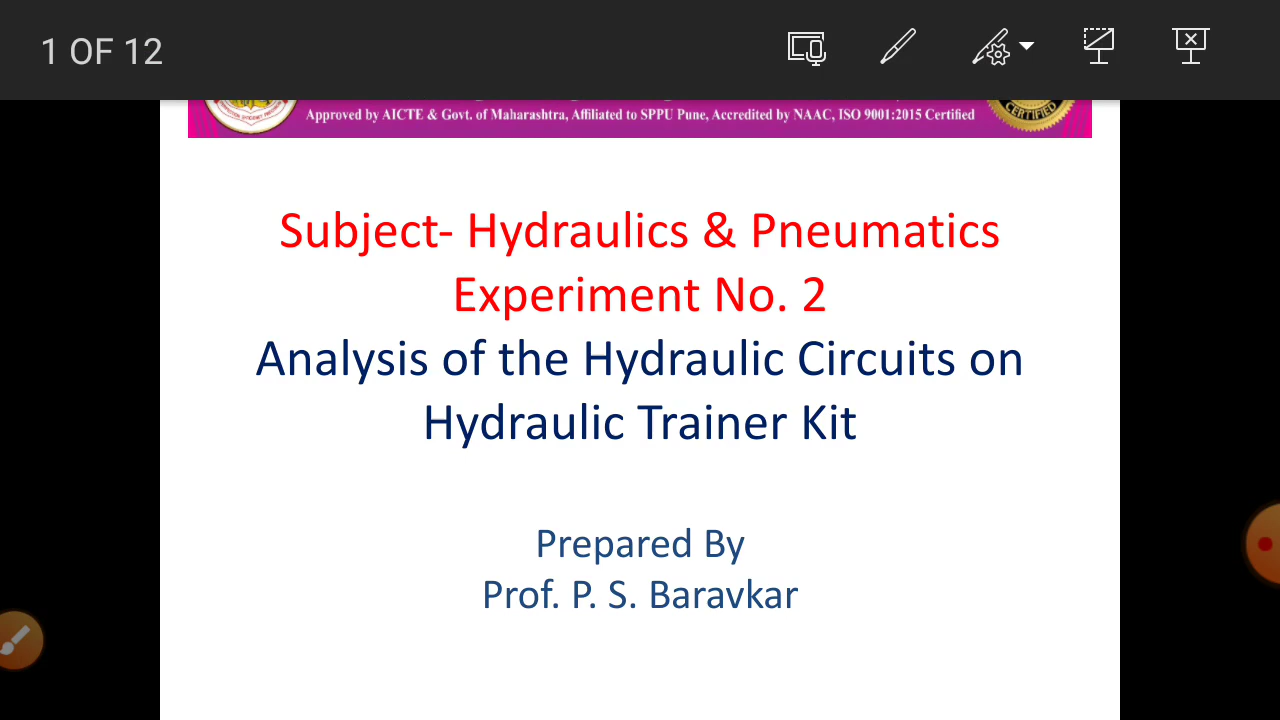 1 OF 12
Approved by AICTE & Govt. of Maharashtra, Affiliated to SPPU Pune, Accredited by NAAC, ISO 9001:2015 Certified
CERTIFIED
Subject- Hydraulics & Pneumatics
Experiment No. 2
Analysis of the Hydraulic Circuits on
Hydraulic Trainer Kit
Prepared By
Prof. P. S. Baravkar